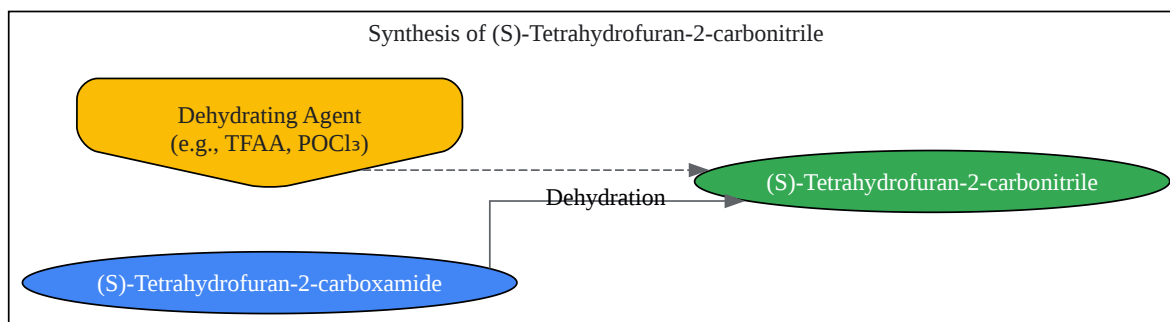 Synthesis of (S)-Tetrahydrofuran-2-carbonitrile
Dehydrating Agent
(e.g., TFAA, POCl₃)
(S)-Tetrahydrofuran-2-carbonitrile
Dehydration
(S)-Tetrahydrofuran-2-carboxamide